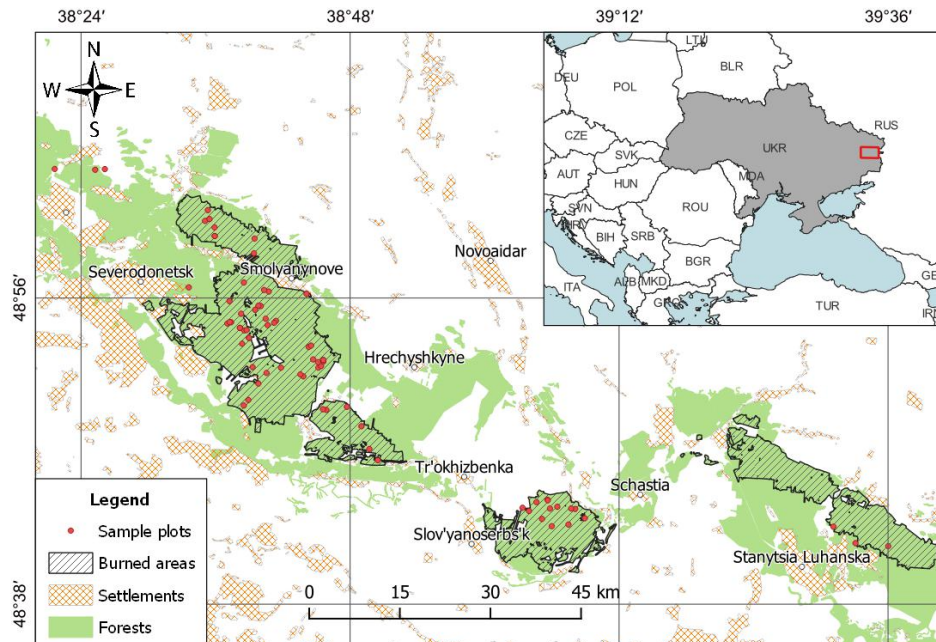 38°24' 38°48' 39°12' 39°36'
N
W E
S
LTU
DEU
POL
BLR
RUS
CZE
UKR
SVK
AUT
HUN
MDA
SVN
ROU
BIH
SRB
BGR
ITA
ALB
MKD
TUR
Novoaidar
Severodonetsk
Smolyanynove
48°56'
Hrechyshkyne
Tr'okhizbenka
Schastia
Slov'yanoserbs'k
Stanytsia Luhanska
48°38'
0 15 30 45 km
Legend
Sample plots
Burned areas
Settlements
Forests